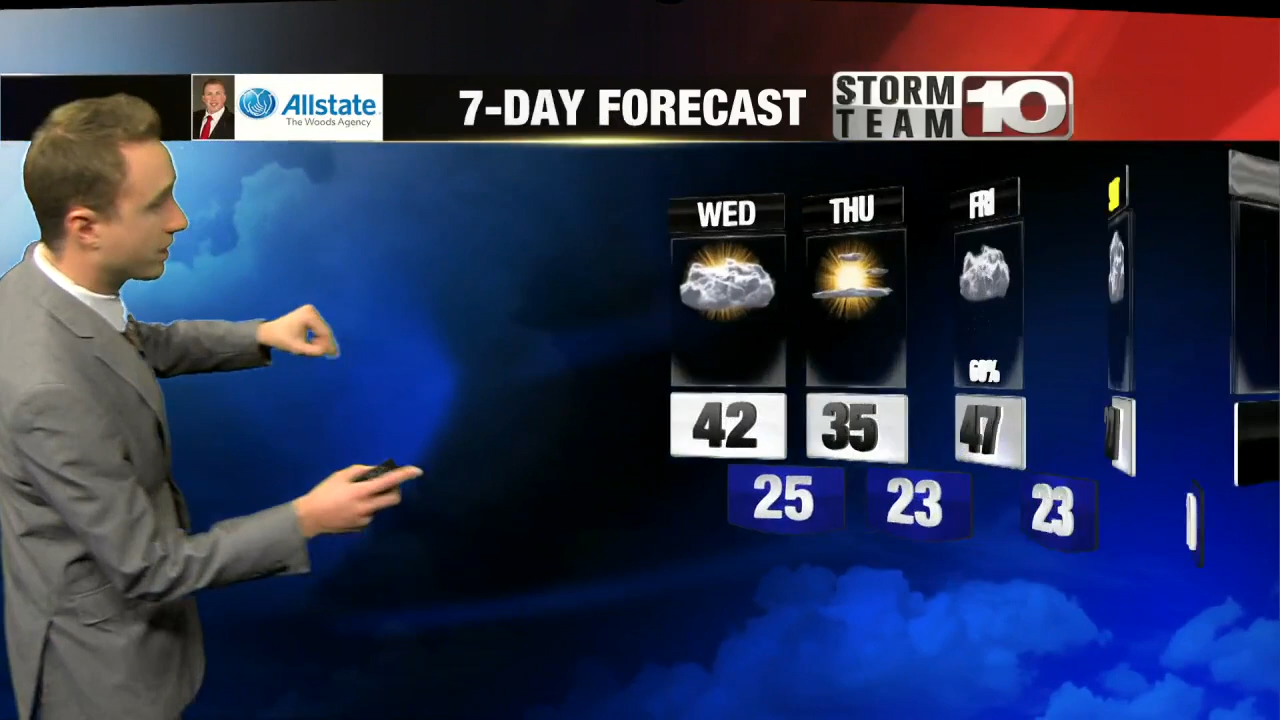 Allstate
The Woods Agency
7-DAY FORECAST
STORM
TEAM
10
WED
THU
FRI
42
35
60%
47
25
23
23